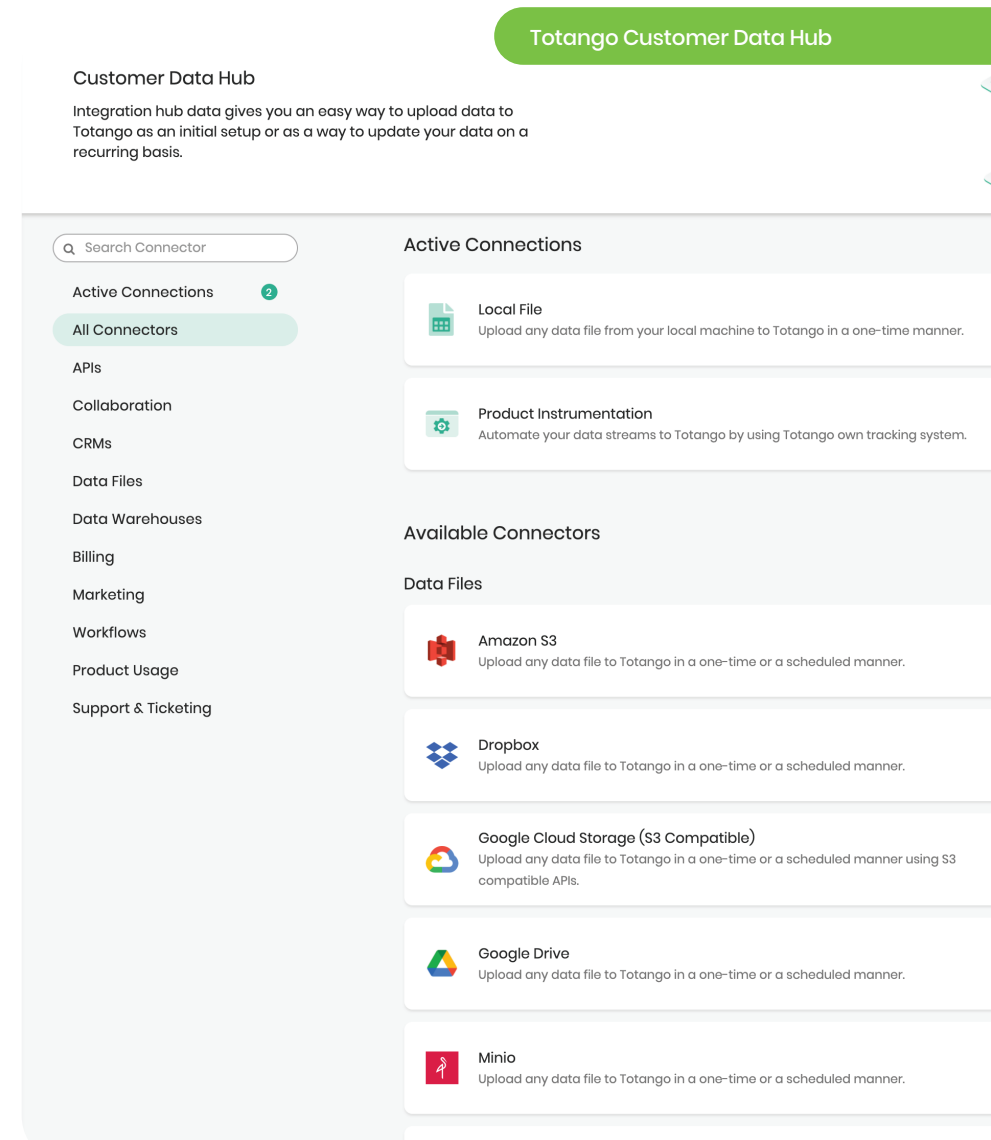 Totango Customer Data Hub
Customer Data Hub
Integration hub data gives you an easy way to upload data to
Totango as an initial setup or as a way to update your data on a
recurring basis.
Search Connector
Active Connections 2
All Connectors
APIs
Collaboration
CRMs
Data Files
Data Warehouses
Billing
Marketing
Workflows
Product Usage
Support & Ticketing
Active Connections
Local File
Upload any data file from your local machine to Totango in a one-time manner.
Product Instrumentation
Automate your data streams to Totango by using Totango own tracking system.
Available Connectors
Data Files
Amazon S3
Upload any data file to Totango in a one-time or a scheduled manner.
Dropbox
Upload any data file to Totango in a one-time or a scheduled manner.
Google Cloud Storage (S3 Compatible)
Upload any data file to Totango in a one-time or a scheduled manner using S3
compatible APIs.
Google Drive
Upload any data file to Totango in a one-time or a scheduled manner.
Minio
Upload any data file to Totango in a one-time or a scheduled manner.